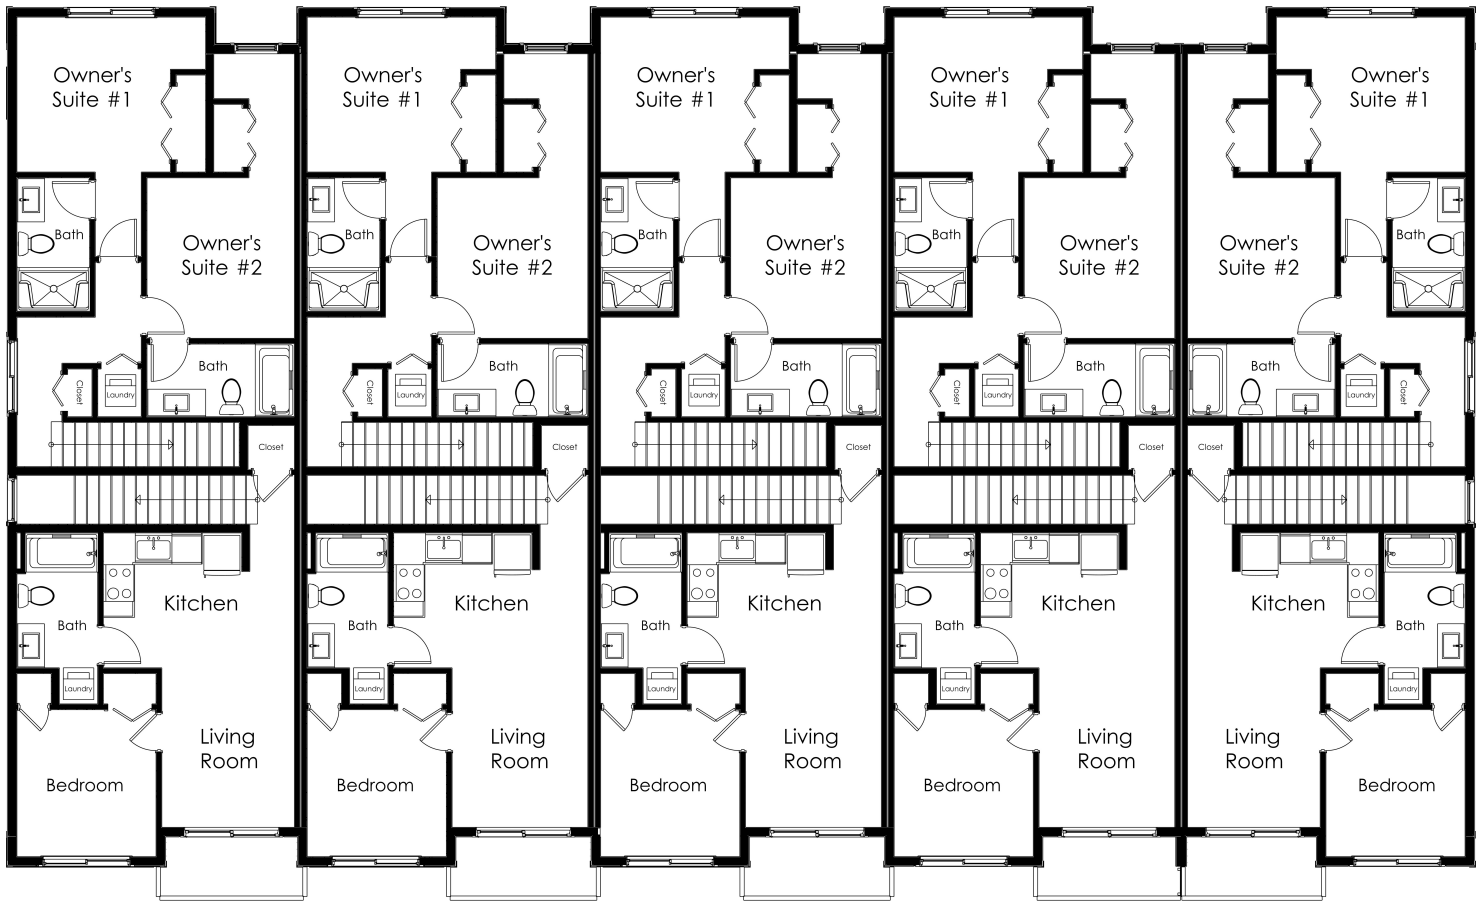 Owner's
Suite #1
Owner's
Suite #1
Owner's
Suite #1
Owner's
Suite #1
Owner's
Suite #1
Bath
Bath
Bath
Bath
Bath
Owner's
Suite #2
Owner's
Suite #2
Owner's
Suite #2
Owner's
Suite #2
Owner's
Suite #2
Bath
Bath
Bath
Bath
Bath
Closet
Laundry
Closet
Laundry
Closet
Laundry
Closet
Laundry
Laundry
Closet
Closet
Closet
Closet
Closet
Closet
Kitchen
Kitchen
Kitchen
Kitchen
Kitchen
Bath
Bath
Bath
Bath
Bath
Laundry
Laundry
Laundry
Laundry
Laundry
Living
Room
Living
Room
Living
Room
Living
Room
Living
Room
Bedroom
Bedroom
Bedroom
Bedroom
Bedroom